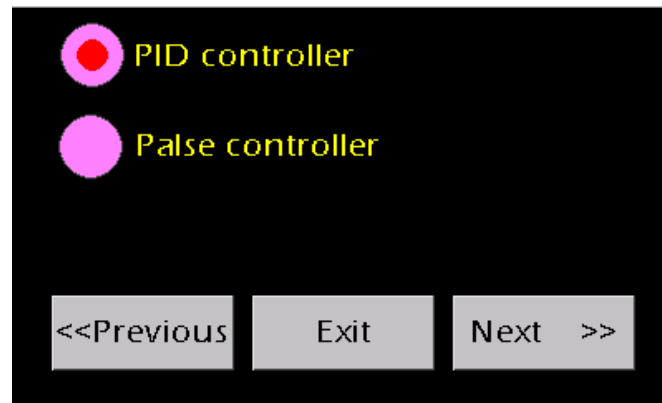 PID controller
Palse controller
<<Previous Exit Next >>